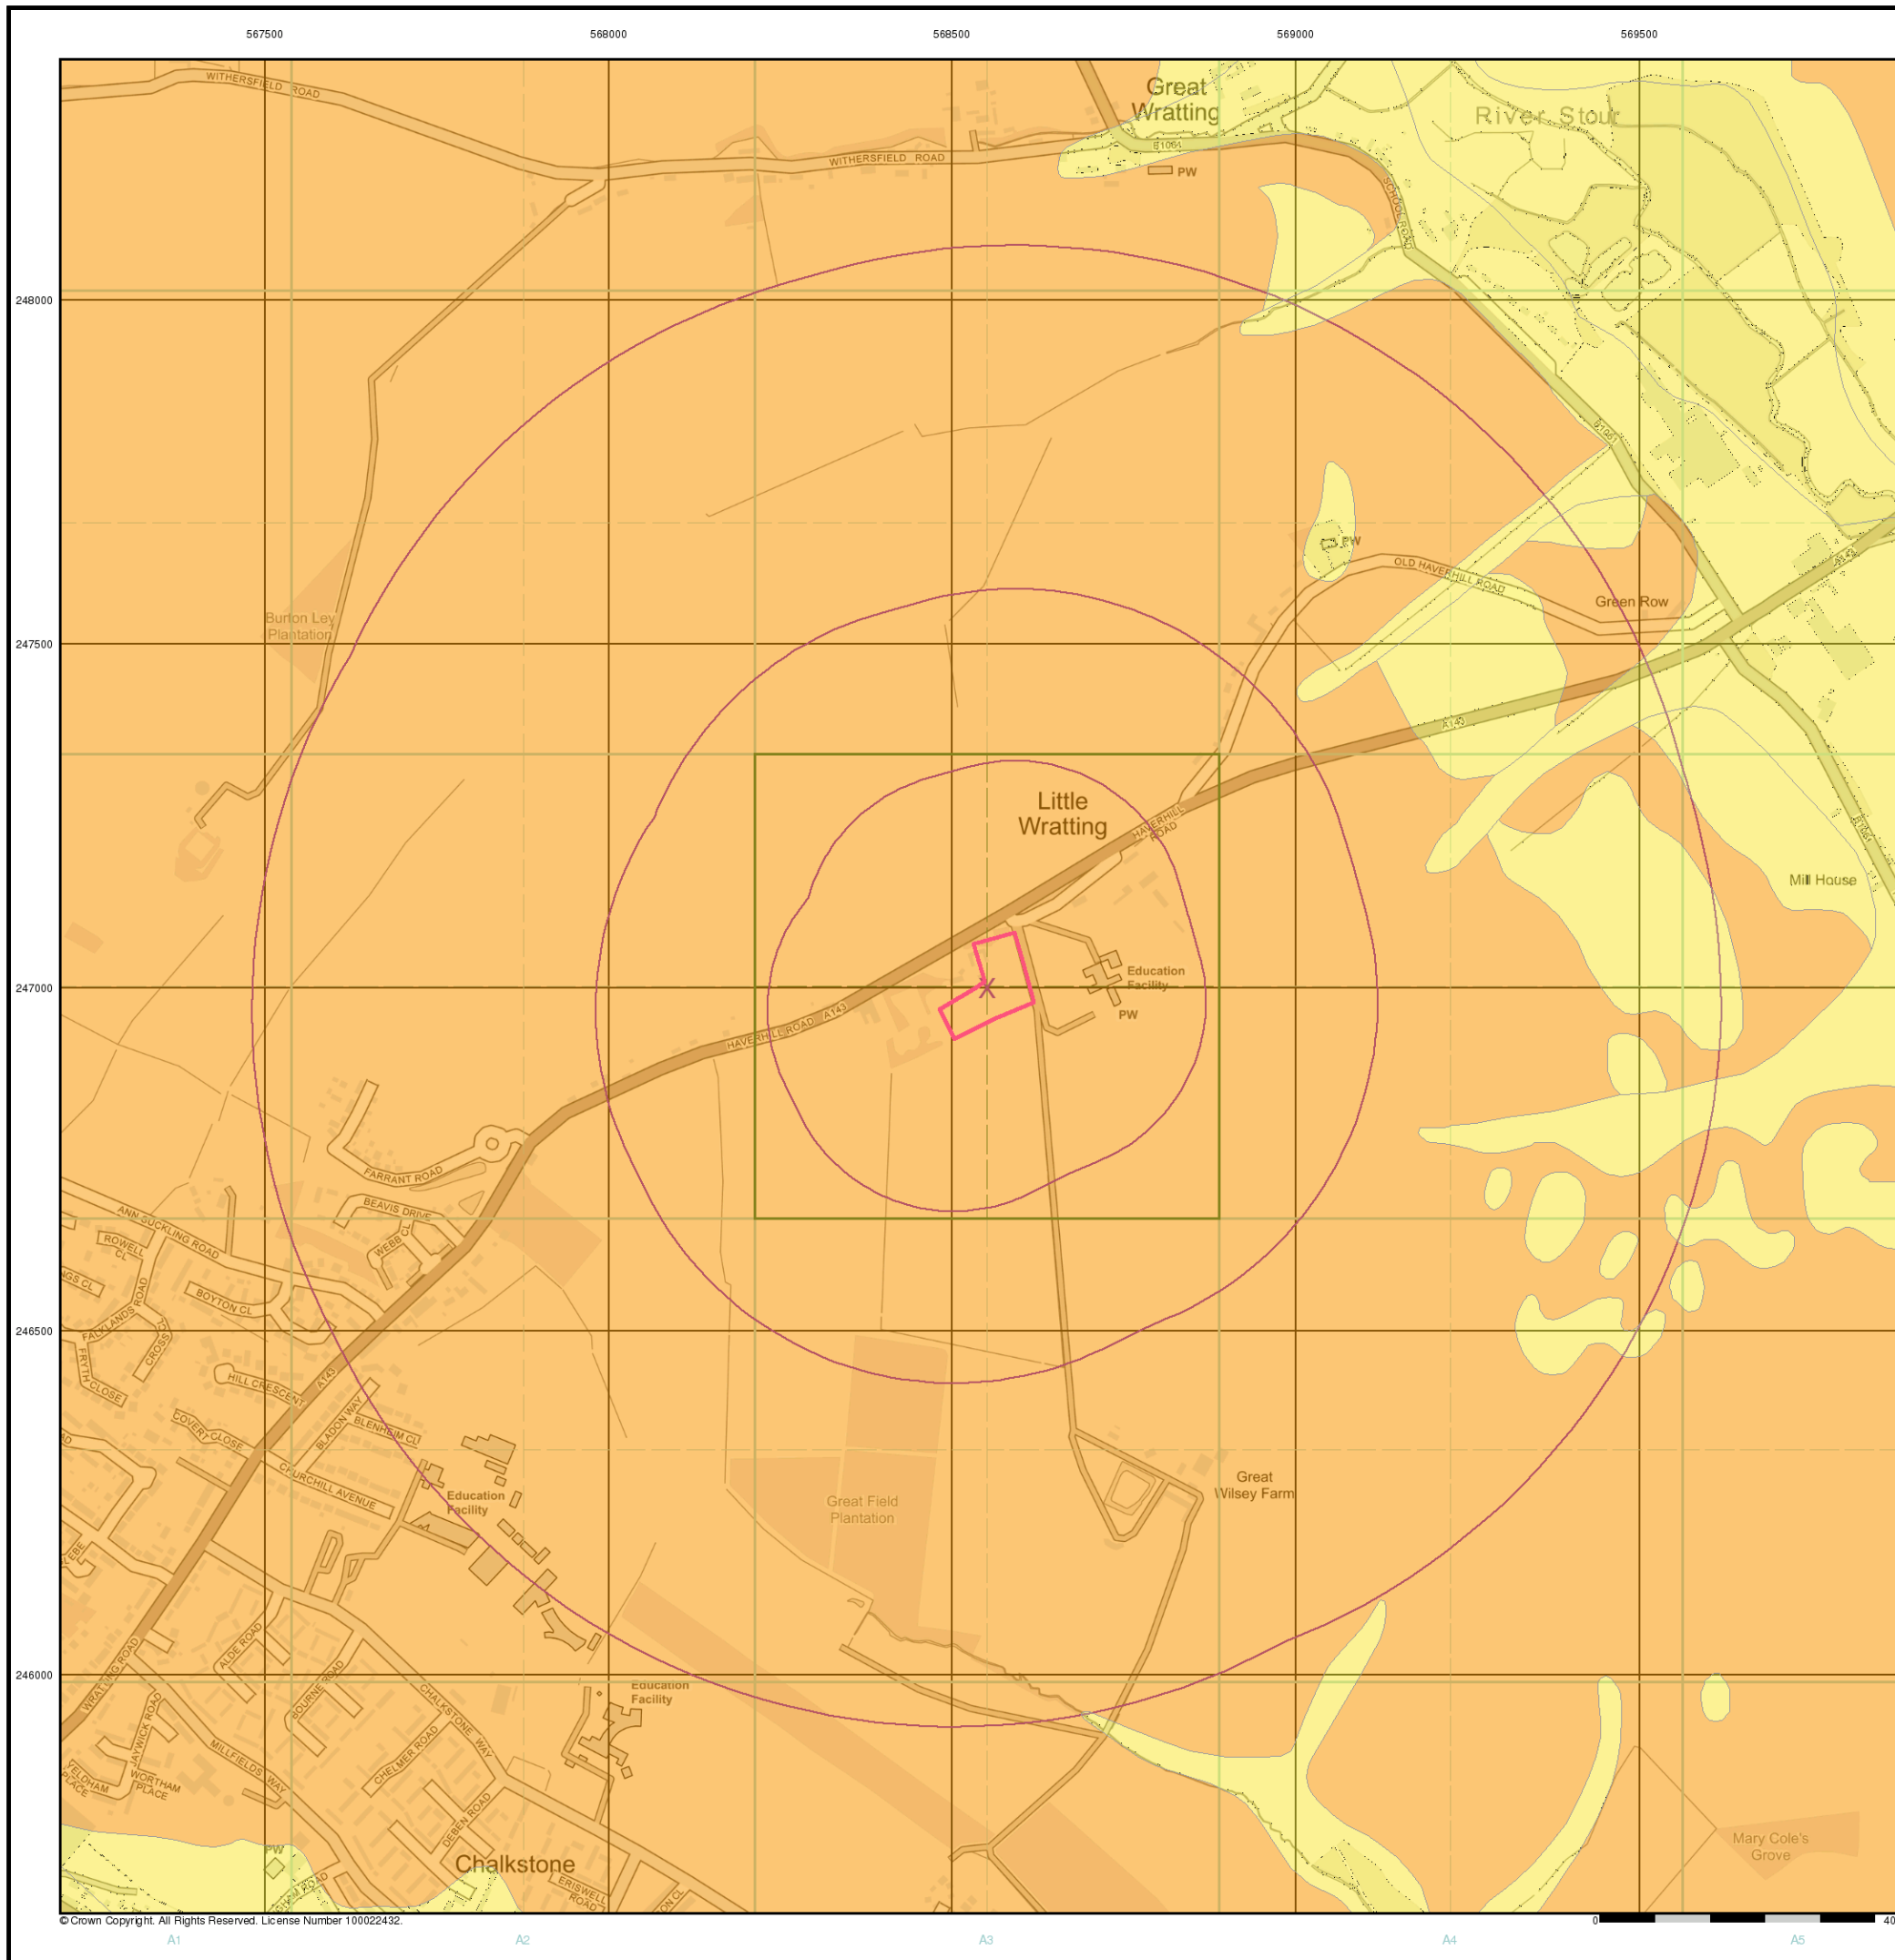 567500 568000 568500 569000 569500
WITHERSFIELD ROAD
Great
Wratting
River Stour
B1061
WITHERSFIELD ROAD
PW
SCHOOL ROAD
248000
B1061
PW
OLD HAVERHILL ROAD
A143
Green Row
Burton Ley
Plantation
247500
A143
Little
Wratting
HAVERHILL
ROAD
B1061
Mill House
Education
Facility
247000
X
PW
HAVERHILL ROAD A143
FARRANT ROAD
BEAVIS DRIVE
ANN SUCKLING ROAD
WEBB CL
ROWELL
CL
BOYTON CL
FALKLANDS ROAD
CROSS CL
246500
FRYTH CLOSE
HILL CRESCENT
A143
BLADON WAY
COVERT CLOSE
BLENHEIM CL
CHURCHILL AVENUE
Education
Facility
Great
Wilsey Farm
Great Field
Plantation
WRATTING ROAD
ALDE ROAD
246000
BOURNE ROAD
CHALKSTONE WAY
Education
Facility
MILLFIELDS WAY
CHELMER ROAD
WORTHAM
PLACE
PLACE
DEBEN ROAD
PW
Chalkstone
ERISWELL
ROAD
Mary Cole's
Grove
© Crown Copyright. All Rights Reserved. License Number 100022432.
0
A1 A2 A3 A4 A5